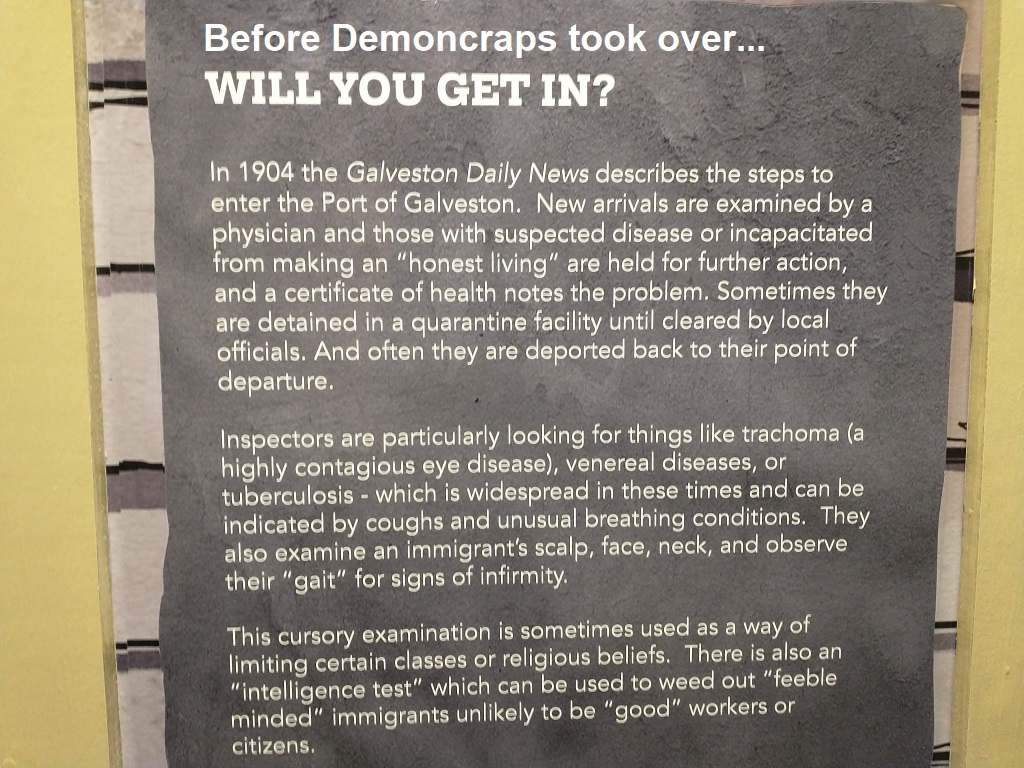 Before Demoncraps took over...
WILL YOU GET IN?
In 1904 the Galveston Daily News describes the steps to
enter the Port of Galveston.  New arrivals are examined by a
physician and those with suspected disease or incapacitated
from making an “honest living” are held for further action,
and a certificate of health notes the problem. Sometimes they
are detained in a quarantine facility until cleared by local
officials. And often they are deported back to their point of
departure.
Inspectors are particularly looking for things like trachoma (a
highly contagious eye disease), venereal diseases, or
tuberculosis - which is widespread in these times and can be
indicated by coughs and unusual breathing conditions.  They
also examine an immigrant’s scalp, face, neck, and observe
their “gait” for signs of infirmity.
This cursory examination is sometimes used as a way of
limiting certain classes or religious beliefs.  There is also an
“intelligence test” which can be used to weed out “feeble
minded” immigrants unlikely to be “good” workers or
citizens.